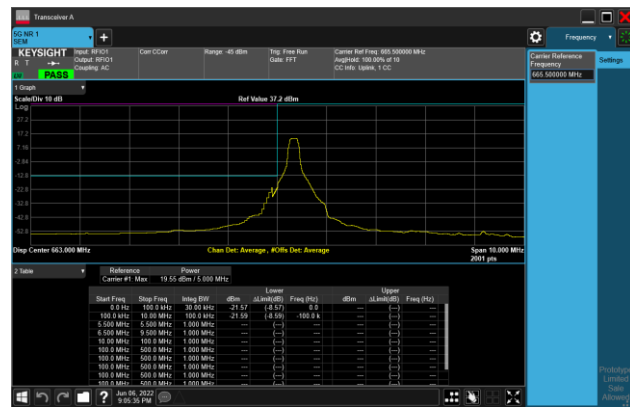 Transceiver A
5G NR 1
SEM
+
Frequency
KEYSIGHT
R T
LV
PASS
Input: RFIO1
Output: RFIO1
Coupling: AC
Corr CCorr
Range: -45 dBm
Trig: Free Run
Gate: FFT
Carrier Ref Freq: 665.500000 MHz
Avg|Hold: 100.00% of 10
CC Info: Uplink, 1 CC
Carrier Reference
Frequency
665.500000 MHz
Settings
1 Graph
Scale/Div 10 dB
Ref Value 37.2 dBm
Log
27.2
17.2
7.16
-2.84
-12.8
-22.8
-32.8
-42.8
-52.8
Disp Center 663.000 MHz
Chan Det: Average , #Offs Det: Average
Span 10.000 MHz
2001 pts
2 Table
Reference Power
Carrier #1 Max 19.55 dBm / 5.000 MHz
Lower Upper
Start Freq Stop Freq Integ BW dBm ΔLimit(dB) Freq (Hz) dBm ΔLimit(dB) Freq (Hz)
0.0 Hz 100.0 kHz 30.00 kHz -21.57 (-8.57) 0.0 --- (---) ---
100.0 kHz 10.00 MHz 100.0 kHz -21.59 (-8.59) -100.0 k --- (---) ---
5.500 MHz 5.500 MHz 1.000 MHz --- (---) --- --- (---) ---
6.500 MHz 9.500 MHz 1.000 MHz --- (---) --- --- (---) ---
10.00 MHz 100.0 MHz 1.000 MHz --- (---) --- --- (---) ---
100.0 MHz 500.0 MHz 1.000 MHz --- (---) --- --- (---) ---
100.0 MHz 500.0 MHz 1.000 MHz --- (---) --- --- (---) ---
100.0 MHz 500.0 MHz 1.000 MHz --- (---) --- --- (---) ---
100.0 MHz 500.0 MHz 1.000 MHz --- (---) --- --- (---) ---
100.0 MHz 500.0 MHz 1.000 MHz --- (---) --- --- (---) ---
Prototype
Limited
Sale
Allowed
?
Jun 06, 2022
9:05:35 PM